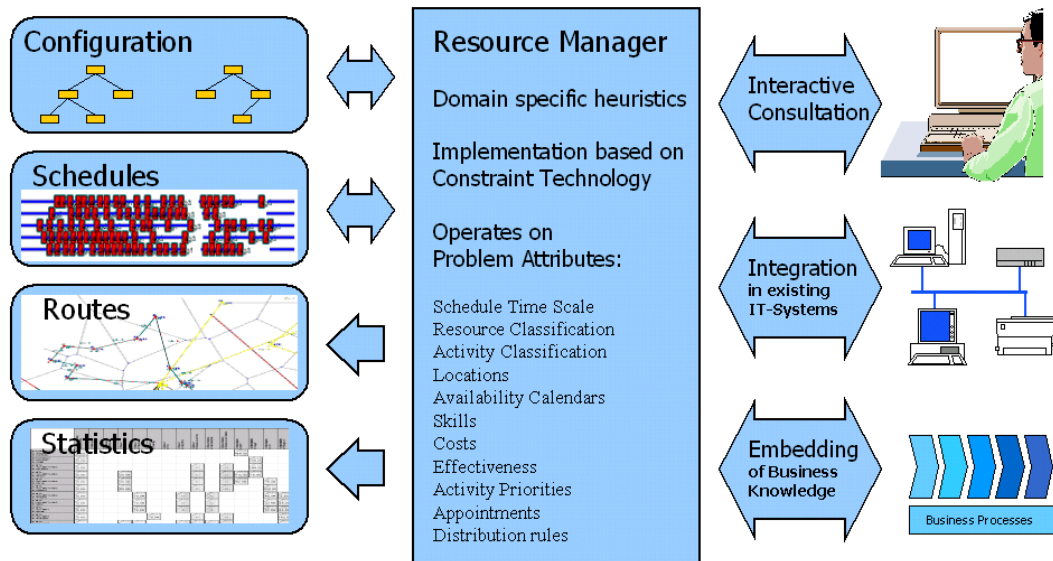 Configuration
Schedules
Routes
Statistics
Resource Manager
Domain specific heuristics
Implementation based on
Constraint Technology
Operates on
Problem Attributes:
Schedule Time Scale
Resource Classification
Activity Classification
Locations
Availability Calendars
Skills
Costs
Effectiveness
Activity Priorities
Appointments
Distribution rules
Interactive
Consultation
Integration
in existing
IT-Systems
Embedding
of Business
Knowledge
Business Processes